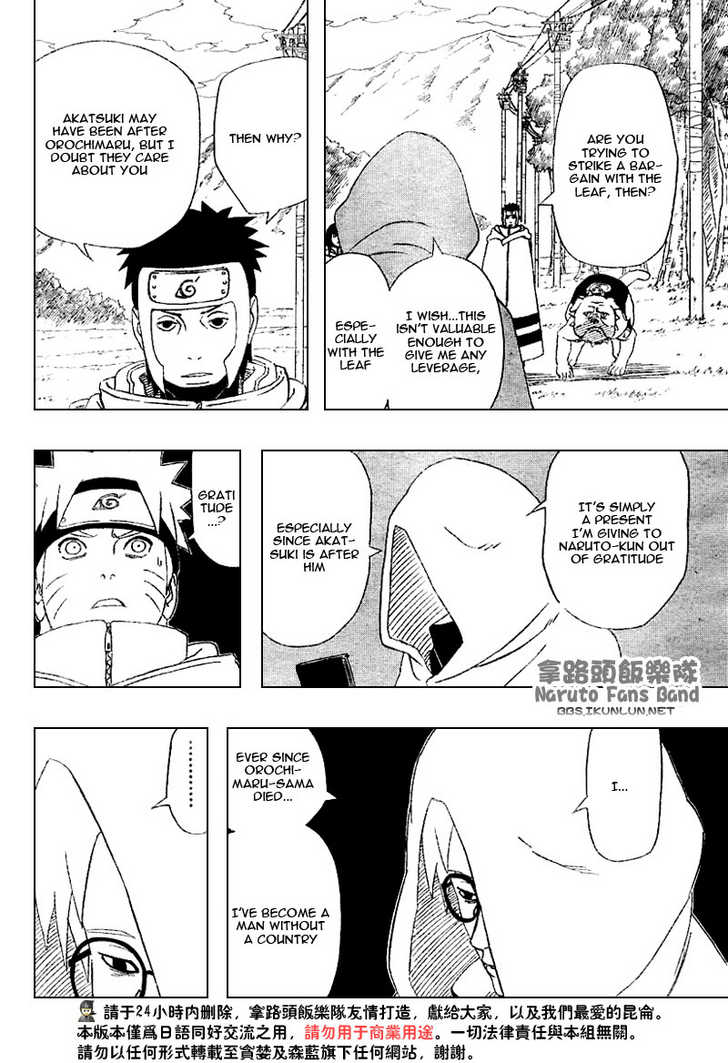 ARE YOU
TRYING TO
STRIKE A BAR-
GAIN WITH THE
LEAF, THEN?
I WISH...THIS
ISN'T VALUABLE
ENOUGH TO
GIVE ME ANY
LEVERAGE,
ESPE-
CIALLY
WITH THE
LEAF
THEN WHY?
AKATSUKI MAY
HAVE BEEN AFTER
OROCHIMARU, BUT I
DOUBT THEY CARE
ABOUT YOU
IT'S SIMPLY
A PRESENT
I'M GIVING TO
NARUTO-KUN OUT
OF GRATITUDE
ESPECIALLY
SINCE AKAT-
SUKI IS AFTER
HIM
GRATI
TUDE
...?
拿路頭飯樂隊
Naruto Fans Band
BBS.IKUNLUN.NET
I...
EVER SINCE
OROCHI-
MARU-SAMA
DIED...
I'VE BECOME A
MAN WITHOUT
A COUNTRY
.........
請于24小時内删除，拿路頭飯樂隊友情打造，獻給大家，以及我們最愛的昆侖。
本版本僅爲日語同好交流之用，請勿用于商業用途。一切法律責任與本組無關。
請勿以任何形式轉載至貪婪及森藍旗下任何網站，謝謝。